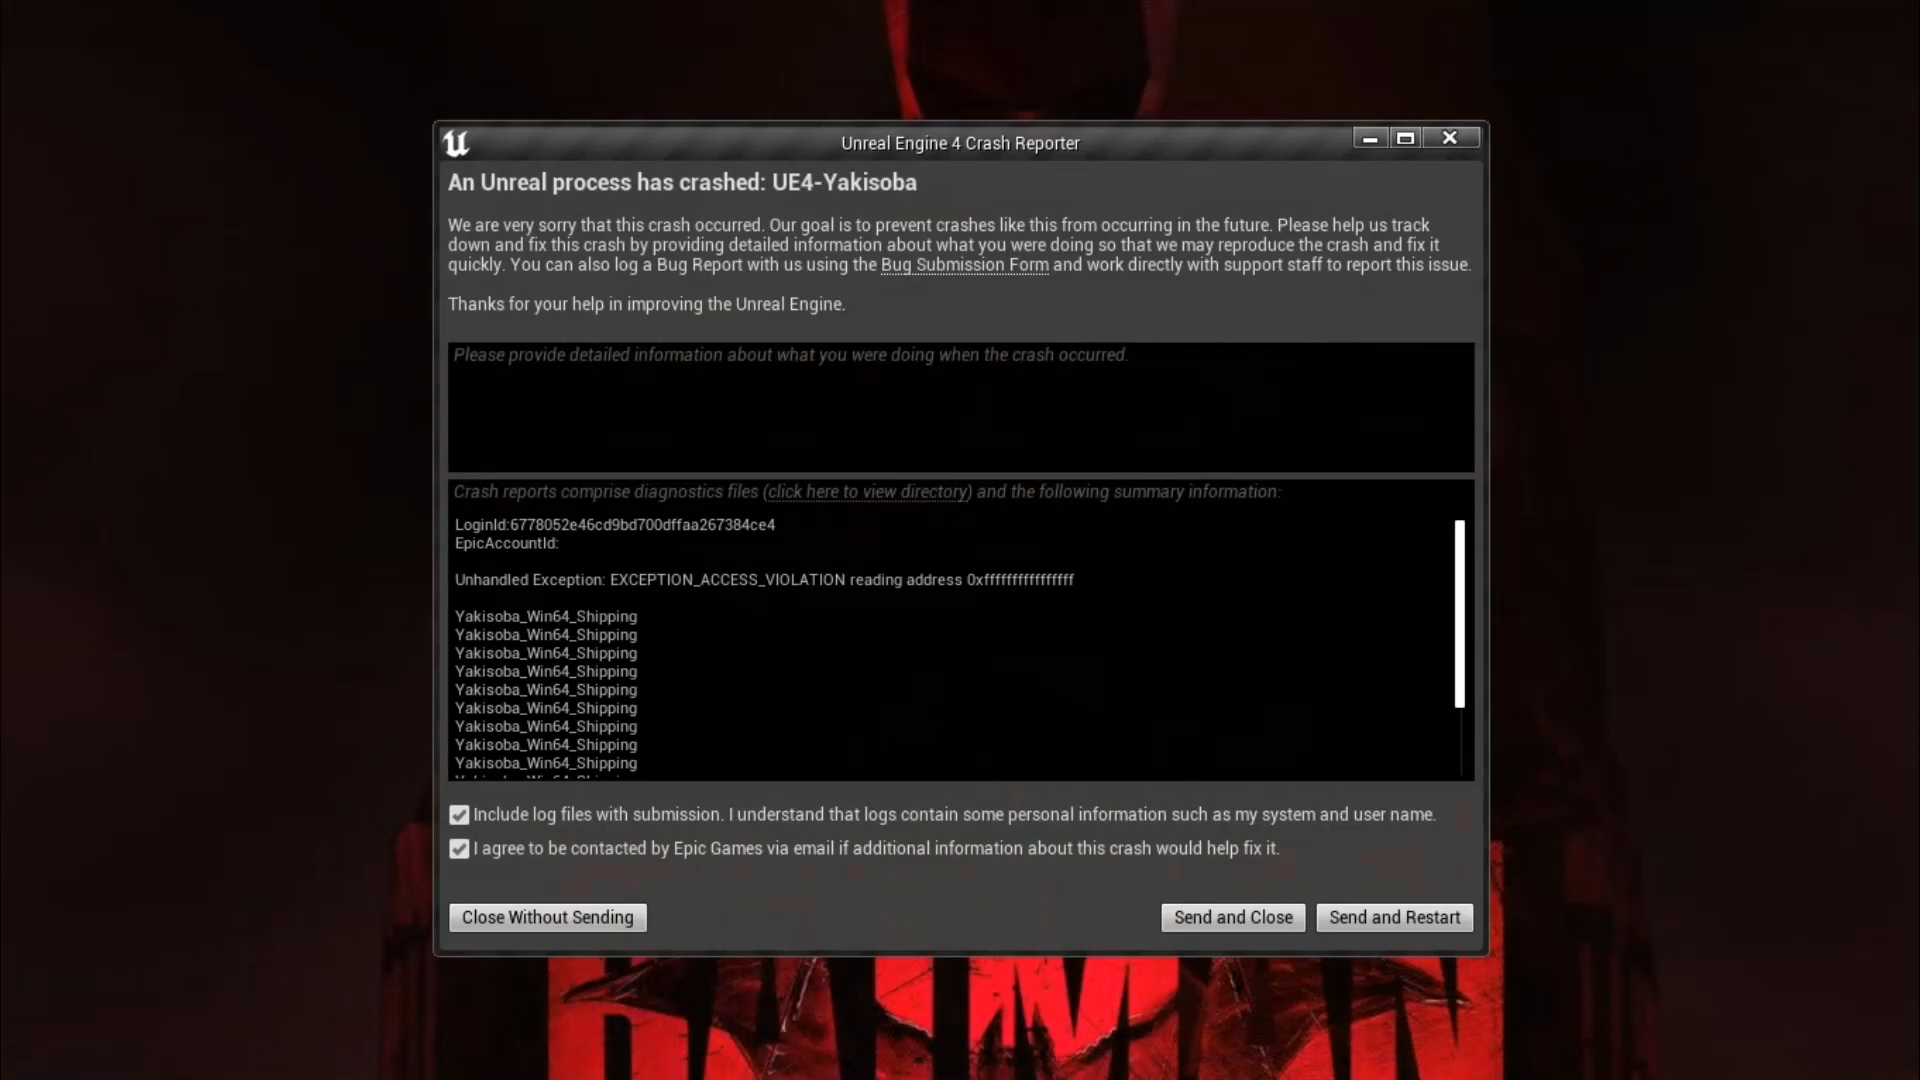 Unreal Engine 4 Crash Reporter
An Unreal process has crashed: UE4-Yakisoba
We are very sorry that this crash occurred. Our goal is to prevent crashes like this from occurring in the future. Please help us track
down and fix this crash by providing detailed information about what you were doing so that we may reproduce the crash and fix it
quickly. You can also log a Bug Report with us using the Bug Submission Form and work directly with support staff to report this issue.
Thanks for your help in improving the Unreal Engine.
Please provide detailed information about what you were doing when the crash occurred.
Crash reports comprise diagnostics files (click here to view directory) and the following summary information:
LoginId:6778052e46cd9bd700dffaa267384ce4
EpicAccountId:
Unhandled Exception: EXCEPTION_ACCESS_VIOLATION reading address 0xffffffffffffffff
Yakisoba_Win64_Shipping
Yakisoba_Win64_Shipping
Yakisoba_Win64_Shipping
Yakisoba_Win64_Shipping
Yakisoba_Win64_Shipping
Yakisoba_Win64_Shipping
Yakisoba_Win64_Shipping
Yakisoba_Win64_Shipping
Yakisoba_Win64_Shipping
Include log files with submission. I understand that logs contain some personal information such as my system and user name.
I agree to be contacted by Epic Games via email if additional information about this crash would help fix it.
Close Without Sending
Send and Close
Send and Restart